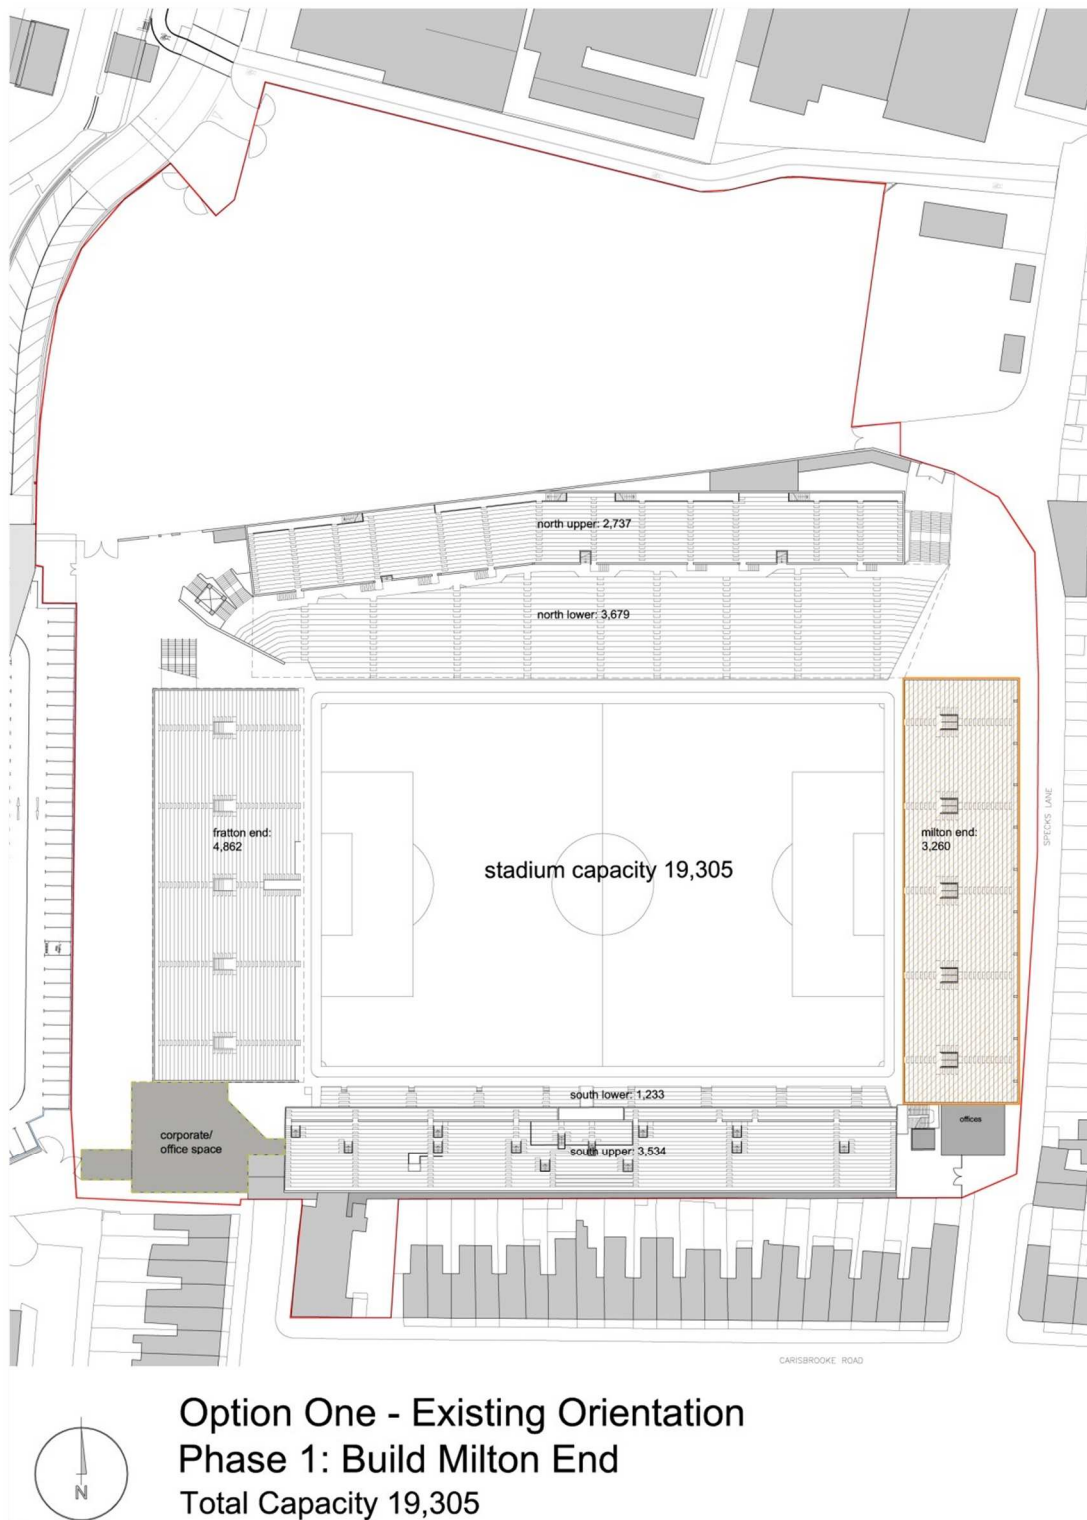 north upper: 2,737
north lower: 3,679
fratton end:
4,862
stadium capacity 19,305
milton end:
3,260
SPECKS LANE
south lower: 1,233
corporate/
office space
south upper: 3,534
offices
CARISBROOKE ROAD
N
Option One - Existing Orientation
Phase 1: Build Milton End
Total Capacity 19,305